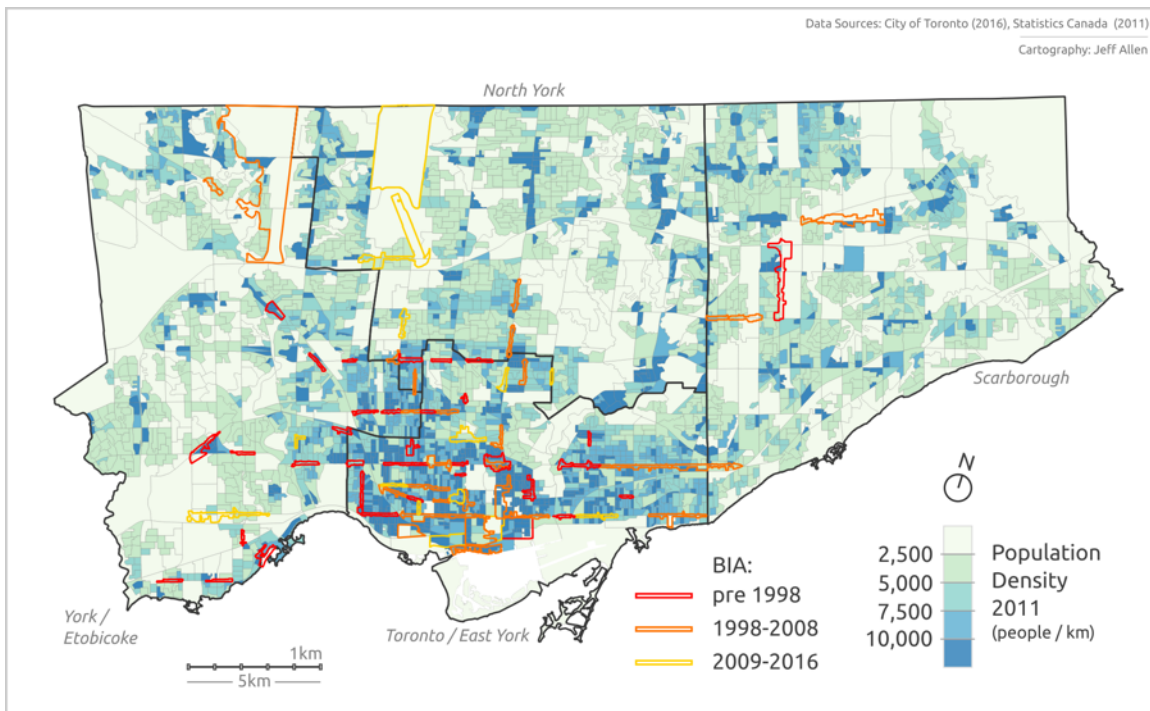 Data Sources: City of Toronto (2016), Statistics Canada (2011)
Cartography: Jeff Allen
North York
Scarborough
N
BIA:
pre 1998
1998-2008
2009-2016
2,500
5,000
7,500
10,000
Population
Density
2011
(people / km)
York /
Etobicoke
Toronto / East York
1km
5km